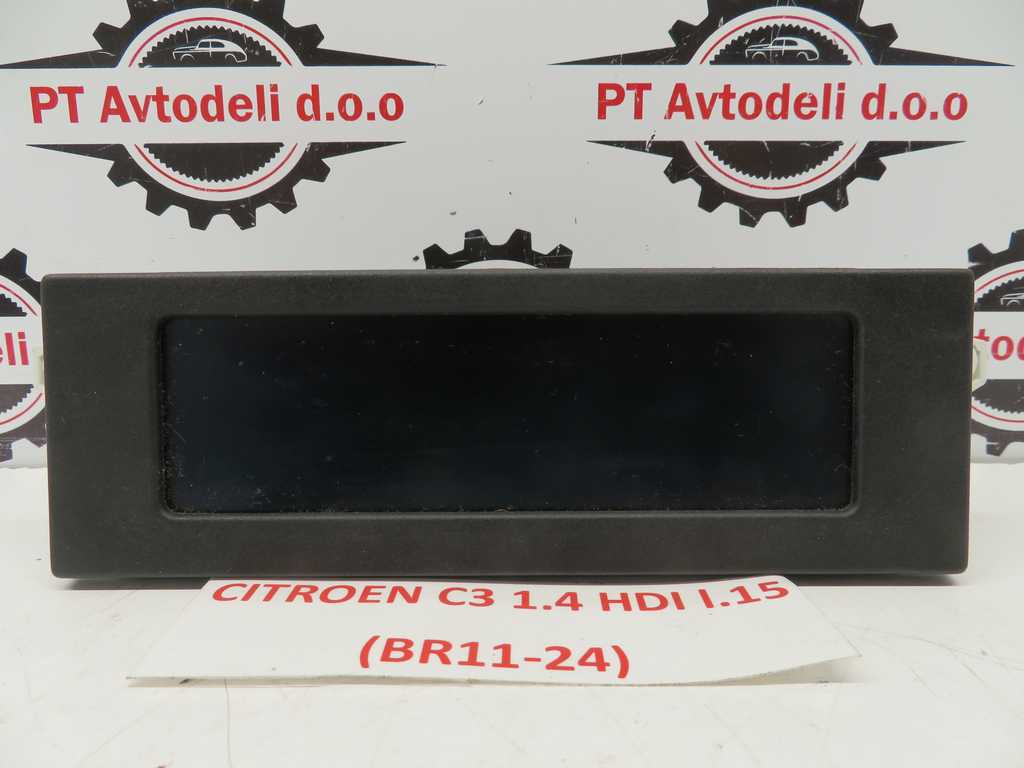 PT Avtodeli d.o.o
PT Avtodeli d.o.o
CITROEN C3 1.4 HDI l.15
(BR11-24)